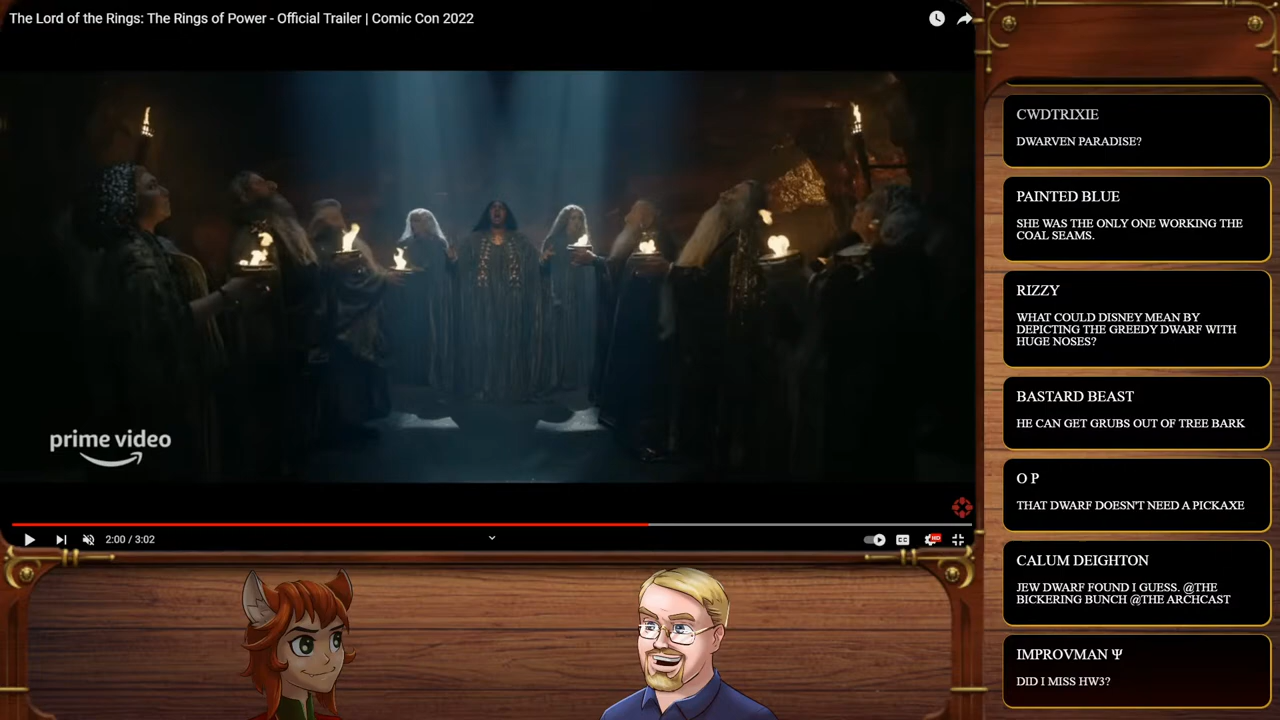 The Lord of the Rings: The Rings of Power - Official Trailer | Comic Con 2022
prime video
2:00 / 3:02
CC
HD
CWDTRIXIE
DWARVEN PARADISE?
PAINTED BLUE
SHE WAS THE ONLY ONE WORKING THE
COAL SEAMS.
RIZZY
WHAT COULD DISNEY MEAN BY
DEPICTING THE GREEDY DWARF WITH
HUGE NOSES?
BASTARD BEAST
HE CAN GET GRUBS OUT OF TREE BARK
O P
THAT DWARF DOESN'T NEED A PICKAXE
CALUM DEIGHTON
JEW DWARF FOUND I GUESS. @THE
BICKERING BUNCH @THE ARCHCAST
IMPROVMAN Ψ
DID I MISS HW3?